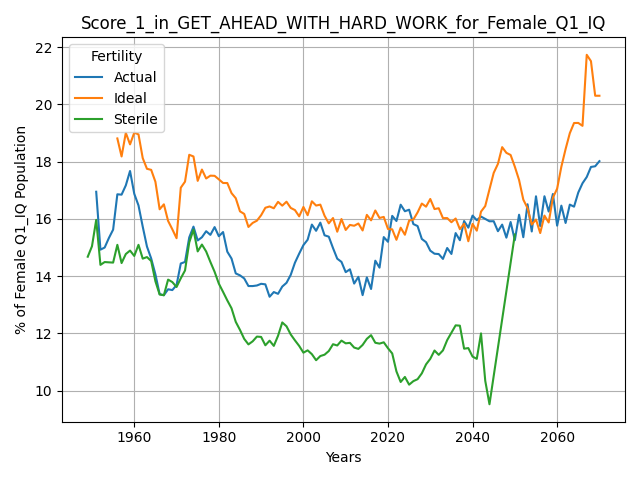 Score_1_in_GET_AHEAD_WITH_HARD_WORK_for_Female_Q1_IQ
Fertility
Actual
Ideal
Sterile
% of Female Q1_IQ Population
22
20
18
16
14
12
10
1960
1980
2000
2020
2040
2060
Years